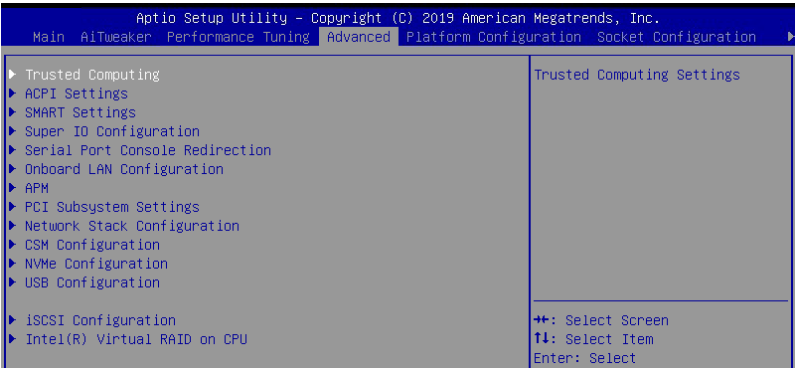 Aptio Setup Utility – Copyright (C) 2019 American Megatrends, Inc.
Main AiTweaker Performance Tuning Advanced Platform Configuration Socket Configuration
Trusted Computing
ACPI Settings
SMART Settings
Super IO Configuration
Serial Port Console Redirection
Onboard LAN Configuration
APM
PCI Subsystem Settings
Network Stack Configuration
CSM Configuration
NVMe Configuration
USB Configuration
iSCSI Configuration
Intel(R) Virtual RAID on CPU
Trusted Computing Settings
→←: Select Screen
↑↓: Select Item
Enter: Select